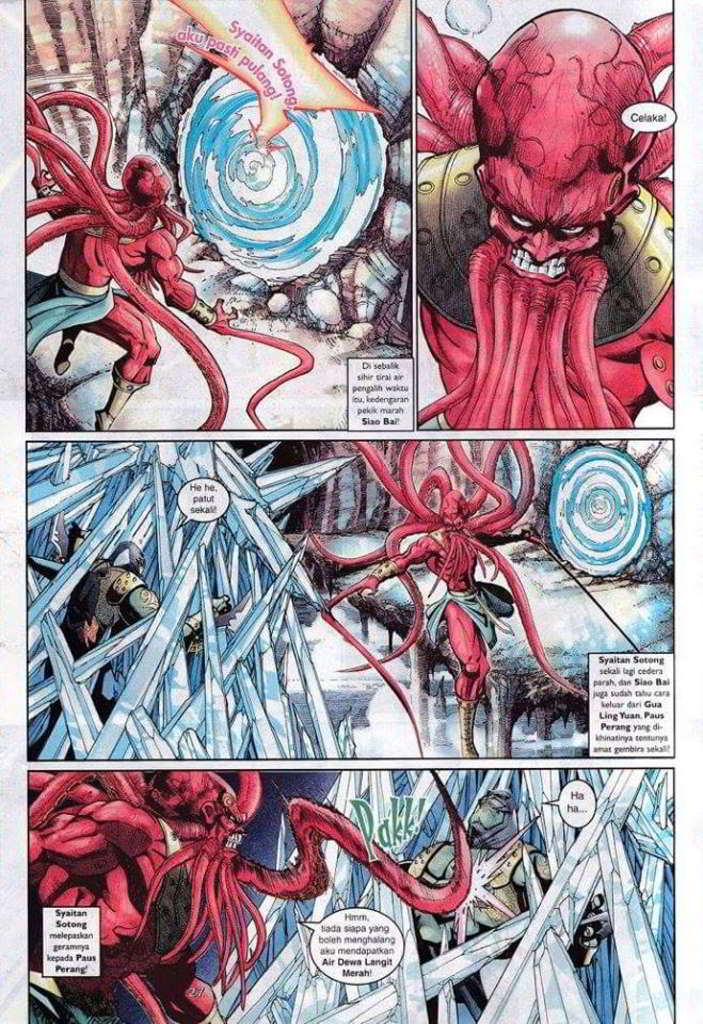 Syaitan Sotong,
aku pasti pulang!
Di sebalik
sihir tirai air
pengalih waktu
itu, kedengaran
pekik marah
Siao Bai!
Celaka!
He he,
patut
sekali!
Syaitan Sotong
sekali lagi cedera
parah, dan Siao Bai
juga sudah tahu cara
keluar dari Gua
Ling Yuan, Paus
Perang yang di-
khinatinya tentunya
amat gembira sekali!
Ha
ha...
Pakk!
Syaitan
Sotong
melepaskan
geramnya
kepada Paus
Perang!
Hmm,
tiada siapa yang
boleh menghalang
aku mendapatkan
Air Dewa Langit
Merah!
27